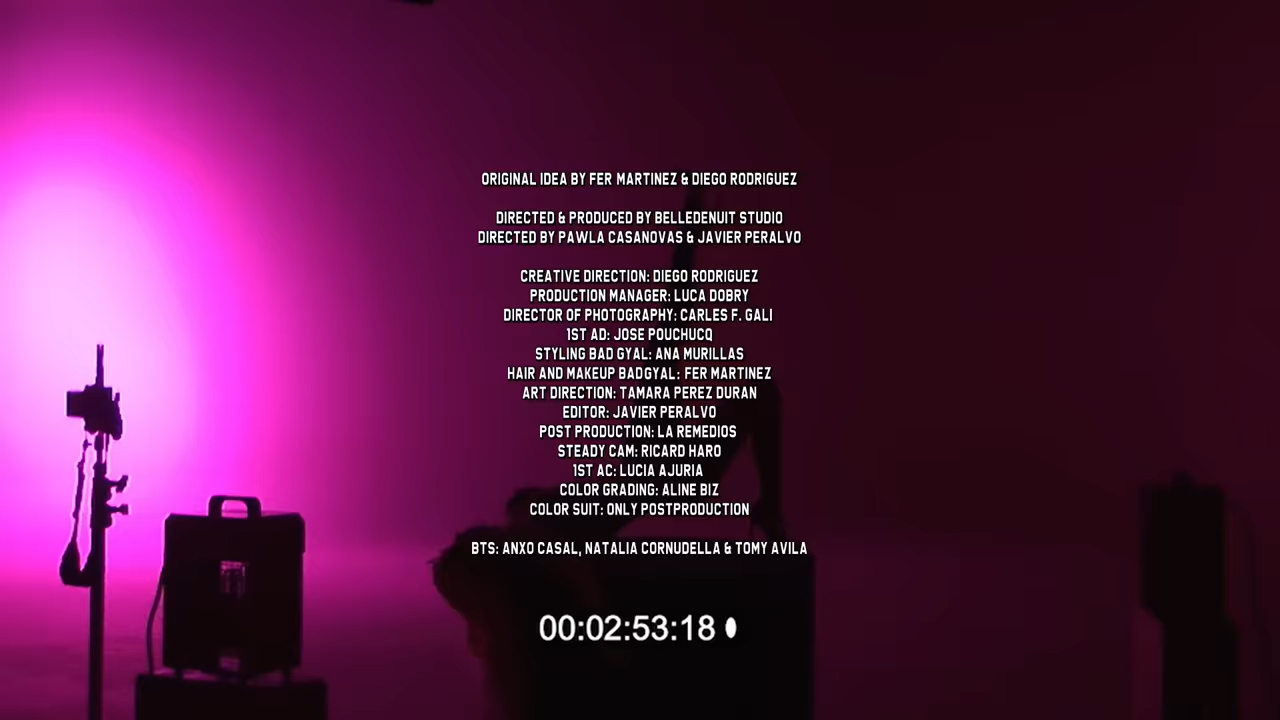 ORIGINAL IDEA BY FER MARTINEZ & DIEGO RODRIGUEZ
DIRECTED & PRODUCED BY BELLEDENUIT STUDIO
DIRECTED BY PAWLA CASANOVAS & JAVIER PERALVO
CREATIVE DIRECTION: DIEGO RODRIGUEZ
PRODUCTION MANAGER: LUCA DOBRY
DIRECTOR OF PHOTOGRAPHY: CARLES F. GALI
1ST AD: JOSE POUCHUCQ
STYLING BAD GYAL: ANA MURILLAS
HAIR AND MAKEUP BADGYAL: FER MARTINEZ
ART DIRECTION: TAMARA PEREZ DURAN
EDITOR: JAVIER PERALVO
POST PRODUCTION: LA REMEDIOS
STEADY CAM: RICARD HARO
1ST AC: LUCIA AJURIA
COLOR GRADING: ALINE BIZ
COLOR SUIT: ONLY POSTPRODUCTION
BTS: ANXO CASAL, NATALIA CORNUDELLA & TOMY AVILA
00:02:53:18